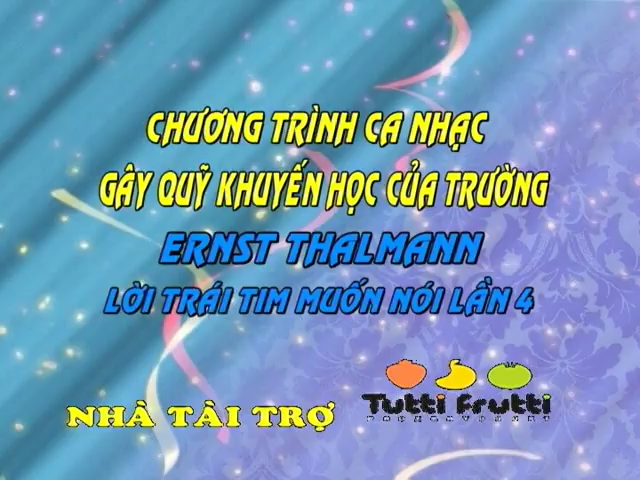 CHƯƠNG TRÌNH CA NHẠC
GÂY QUỸ KHUYẾN HỌC CỦA TRƯỜNG
ERNST THALMANN
LỜI TRÁI TIM MUỐN NÓI LẦN 4
NHÀ TÀI TRỢ
Tutti Frutti